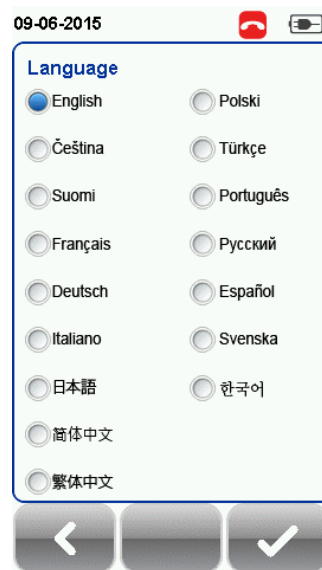 09-06-2015
Language
English
Polski
Čeština
Türkçe
Suomi
Português
Français
Русский
Deutsch
Español
Italiano
Svenska
日本語
한국어
简体中文
繁体中文